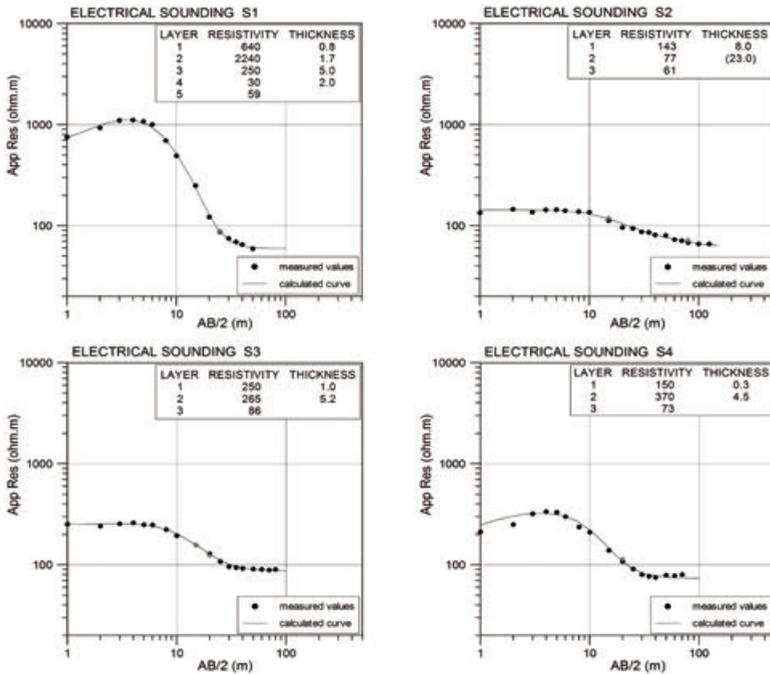 ELECTRICAL SOUNDING S1
LAYER RESISTIVITY THICKNESS
1 640 0.8
2 2240 1.7
3 250 5.0
4 30 2.0
5 59
10000
1000
100
App Res (ohm.m)
measured values
calculated curve
1 10 100
AB/2 (m)
ELECTRICAL SOUNDING S2
LAYER RESISTIVITY THICKNESS
1 143 8.0
2 77 (23.0)
3 61
10000
1000
100
App Res (ohm.m)
measured values
calculated curve
1 10 100
AB/2 (m)
ELECTRICAL SOUNDING S3
LAYER RESISTIVITY THICKNESS
1 250 1.0
2 265 5.2
3 86
10000
1000
100
App Res (ohm.m)
measured values
calculated curve
1 10 100
AB/2 (m)
ELECTRICAL SOUNDING S4
LAYER RESISTIVITY THICKNESS
1 150 0.3
2 370 4.5
3 73
10000
1000
100
App Res (ohm.m)
measured values
calculated curve
1 10 100
AB/2 (m)